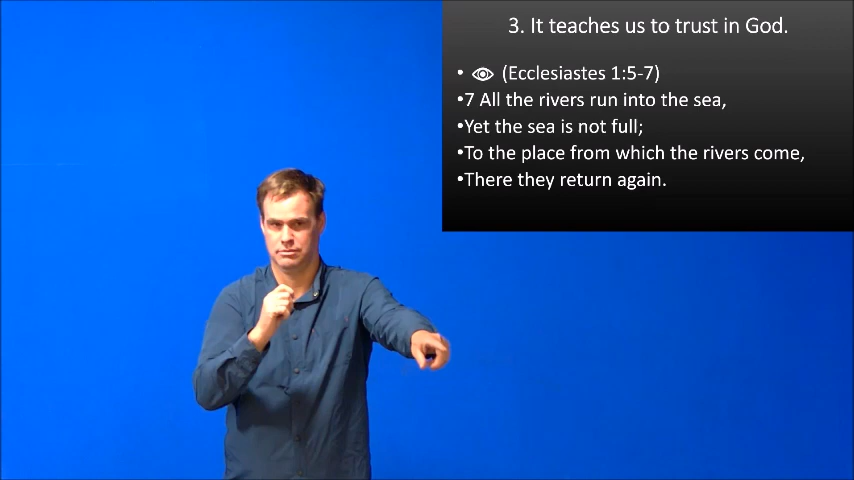 3. It teaches us to trust in God.
• (Ecclesiastes 1:5-7)
•7 All the rivers run into the sea,
•Yet the sea is not full;
•To the place from which the rivers come,
•There they return again.